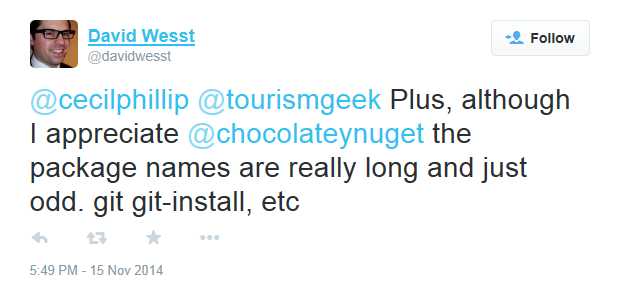 David Wesst
@davidwesst
Follow
@cecilphillip @tourismgeek Plus, although
I appreciate @chocolateynuget the
package names are really long and just
odd. git git-install, etc
5:49 PM - 15 Nov 2014